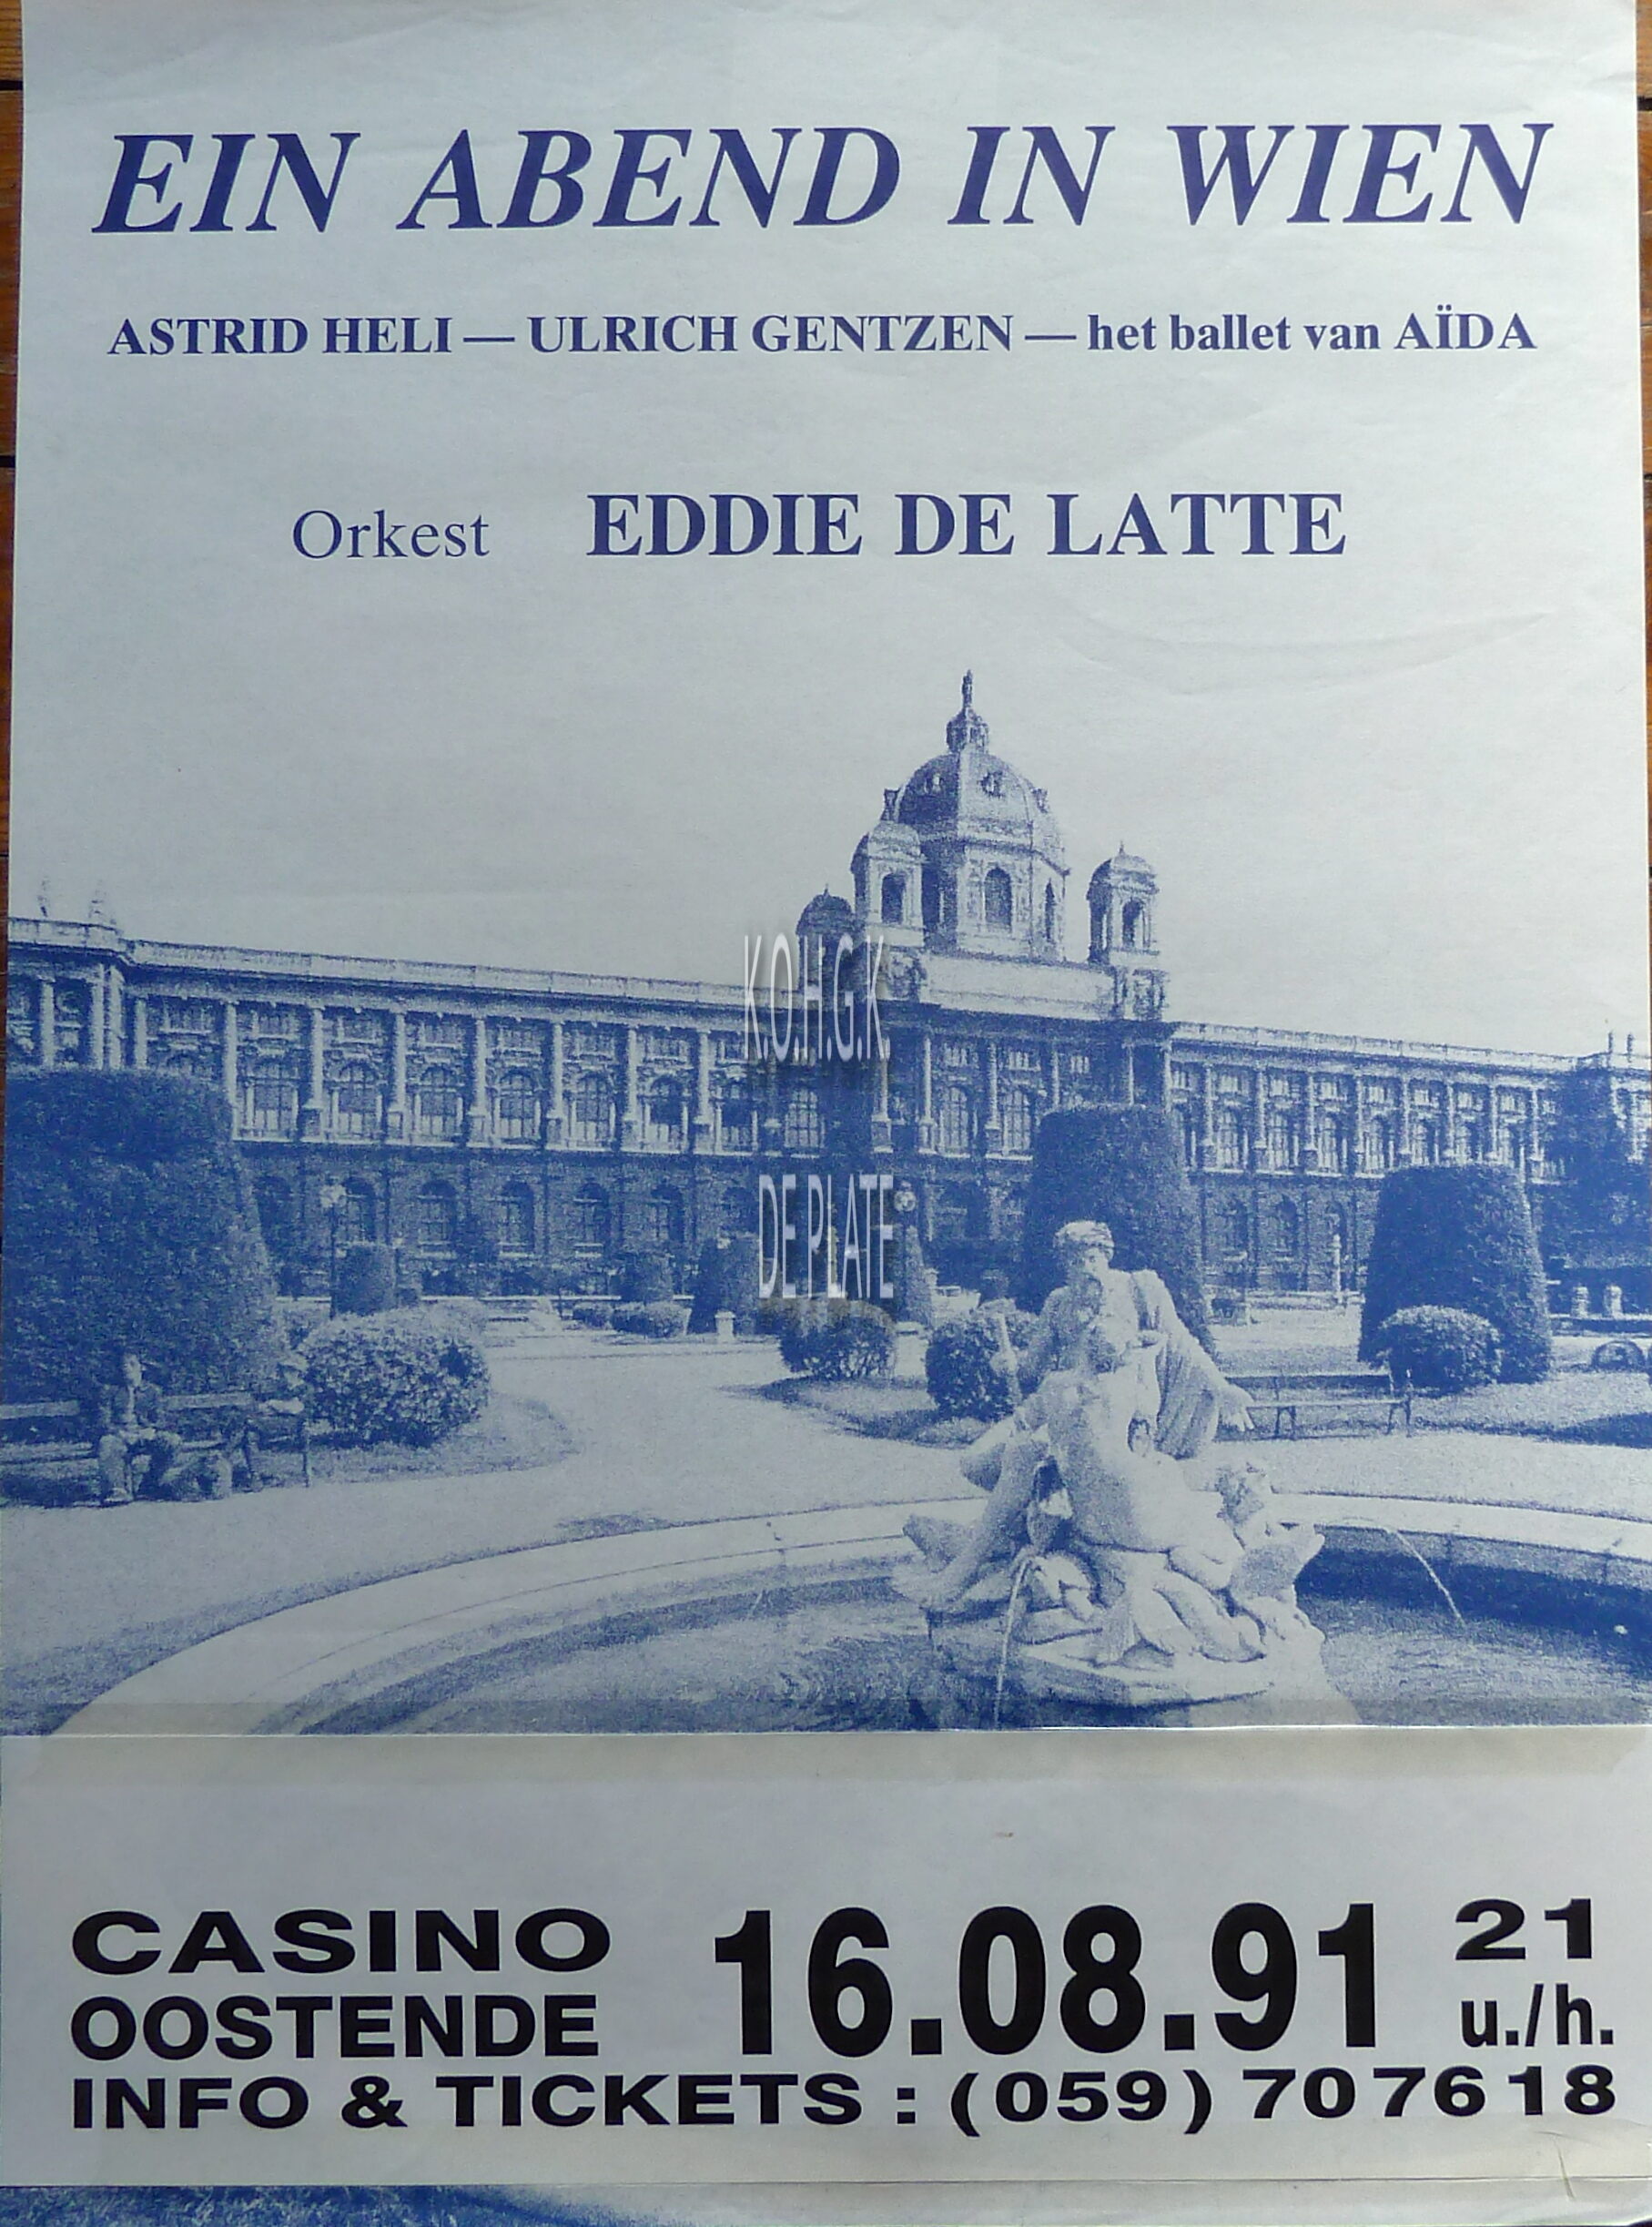 EIN ABEND IN WIEN
ASTRID HELI — ULRICH GENTZEN — het ballet van AÏDA
Orkest EDDIE DE LATTE
K.O.H.G.K.
DE PLATE
CASINO
OOSTENDE
16.08.91
21
u./h.
INFO & TICKETS : (059) 707618